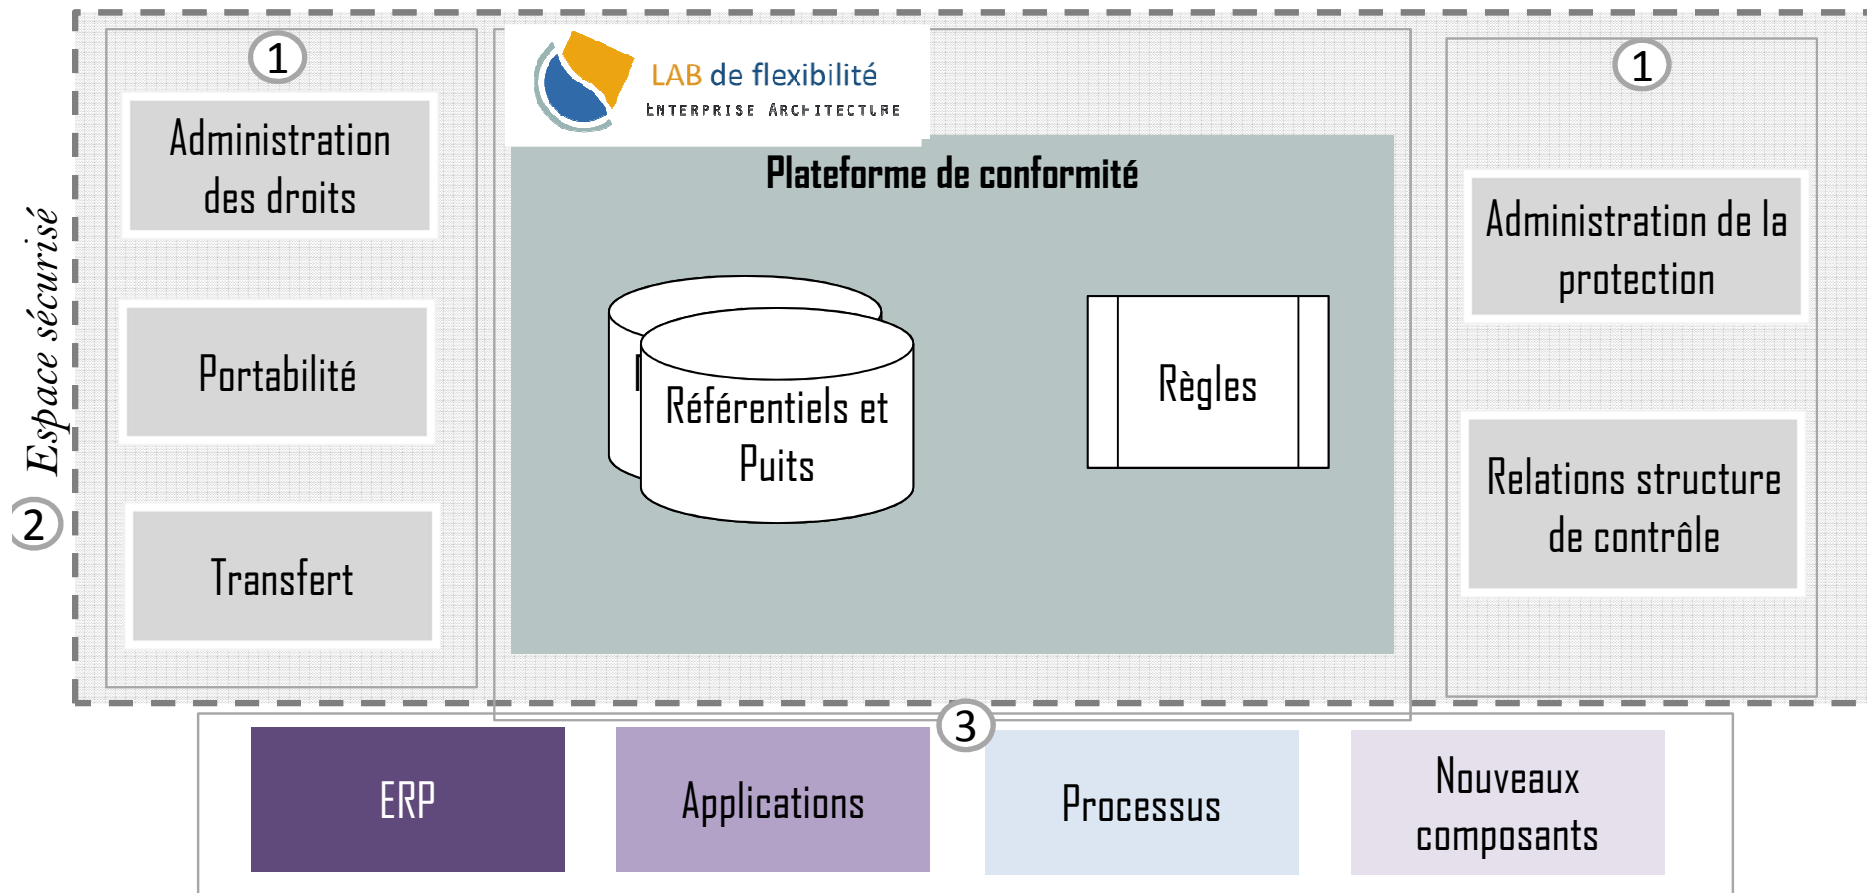 1
Administration
des droits
Portabilité
Transfert
Espace sécurisé
2
LAB de flexibilité
ENTERPRISE ARCHITECTURE
Plateforme de conformité
Référentiels et
Puits
Règles
1
Administration de la
protection
Relations structure
de contrôle
3
ERP
Applications
Processus
Nouveaux
composants